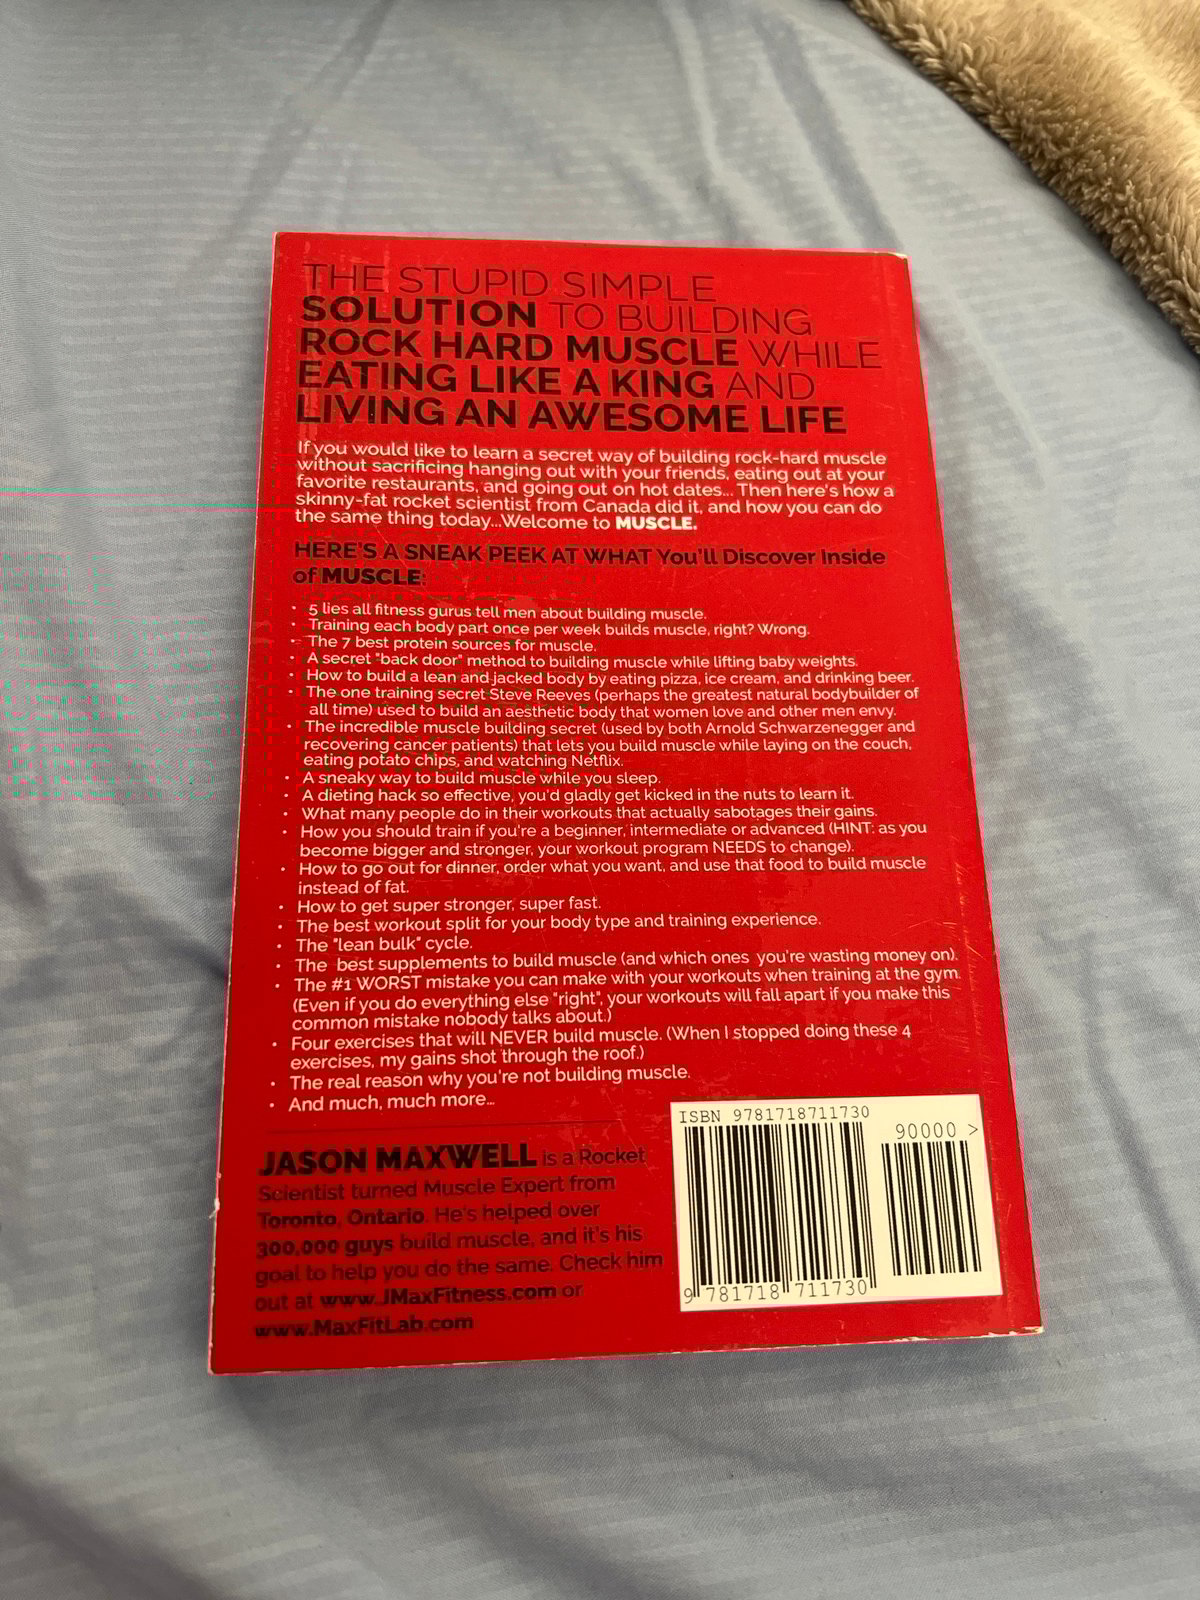 THE STUPID SIMPLE
SOLUTION TO BUILDING
ROCK HARD MUSCLE WHILE
EATING LIKE A KING AND
LIVING AN AWESOME LIFE
If you would like to learn a secret way of building rock-hard muscle
without sacrificing hanging out with your friends, eating out at your
favorite restaurants, and going out on hot dates... Then here's how a
skinny-fat rocket scientist from Canada did it, and how you can do
the same thing today...Welcome to MUSCLE.
HERE'S A SNEAK PEEK AT WHAT You'll Discover Inside
of MUSCLE:
• 5 lies all fitness gurus tell men about building muscle.
• Training each body part once per week builds muscle, right? Wrong.
• The 7 best protein sources for muscle.
• A secret "back door" method to building muscle while lifting baby weights.
• How to build a lean and jacked body by eating pizza, ice cream, and drinking beer.
• The one training secret Steve Reeves (perhaps the greatest natural bodybuilder of
all time) used to build an aesthetic body that women love and other men envy.
• The incredible muscle building secret (used by both Arnold Schwarzenegger and
recovering cancer patients) that lets you build muscle while laying on the couch,
eating potato chips, and watching Netflix.
• A sneaky way to build muscle while you sleep.
• A dieting hack so effective, you'd gladly get kicked in the nuts to learn it.
• What many people do in their workouts that actually sabotages their gains.
• How you should train if you're a beginner, intermediate or advanced (HINT: as you
become bigger and stronger, your workout program NEEDS to change).
• How to go out for dinner, order what you want, and use that food to build muscle
instead of fat.
• How to get super stronger, super fast.
• The best workout split for your body type and training experience.
• The "lean bulk" cycle.
• The best supplements to build muscle (and which ones you're wasting money on).
• The #1 WORST mistake you can make with your workouts when training at the gym.
(Even if you do everything else "right", your workouts will fall apart if you make this
common mistake nobody talks about.)
• Four exercises that will NEVER build muscle. (When I stopped doing these 4
exercises, my gains shot through the roof.)
• The real reason why you're not building muscle.
• And much, much more...
JASON MAXWELL is a Rocket
Scientist turned Muscle Expert from
Toronto, Ontario. He's helped over
300,000 guys build muscle, and it's his
goal to help you do the same. Check him
out at www.JMaxFitness.com or
www.MaxFitLab.com
ISBN 9781718711730
90000 >
9 781718 711730